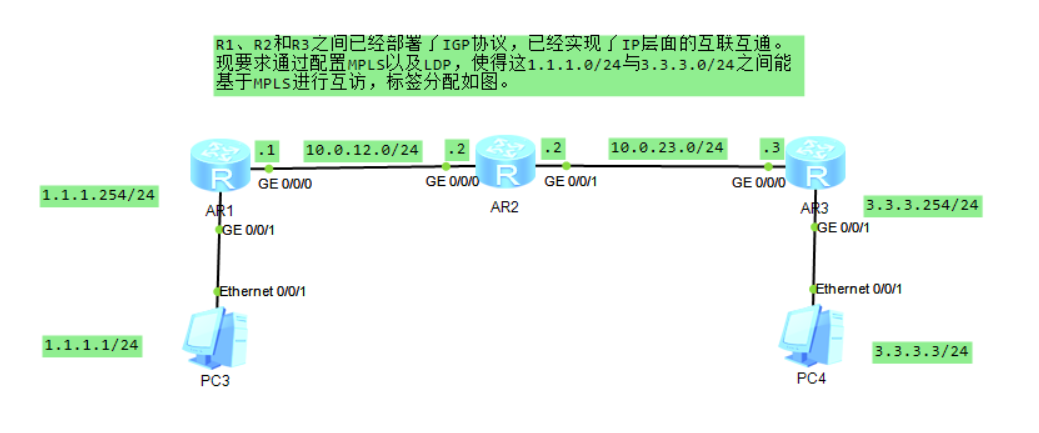 R1、R2和R3之间已经部署了IGP协议，已经实现了IP层面的互联互通。
现要求通过配置MPLS以及LDP，使得这1.1.1.0/24与3.3.3.0/24之间能
基于MPLS进行互访，标签分配如图。
.1
10.0.12.0/24
.2
.2
10.0.23.0/24
.3
R
R
R
GE 0/0/0
GE 0/0/0
GE 0/0/1
GE 0/0/0
1.1.1.254/24
AR1
AR2
AR3
3.3.3.254/24
GE 0/0/1
GE 0/0/1
Ethernet 0/0/1
Ethernet 0/0/1
1.1.1.1/24
3.3.3.3/24
PC3
PC4